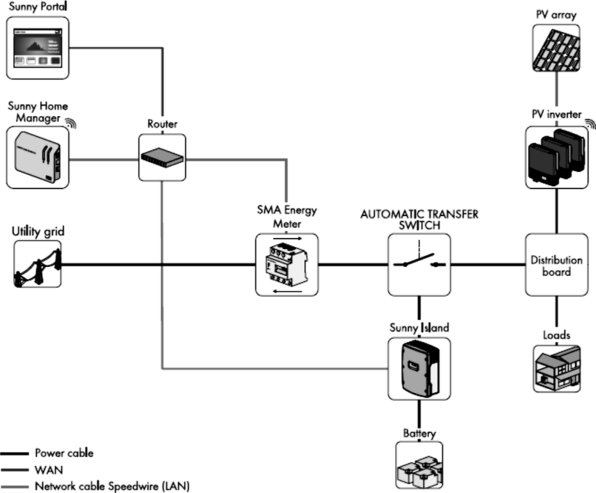 Sunny Portal
PV array
Sunny Home
Manager
Router
PV inverter
SMA Energy
Meter
AUTOMATIC TRANSFER
SWITCH
Utility grid
Distribution
board
Sunny Island
Loads
Battery
Power cable
WAN
Network cable Speedwire (LAN)